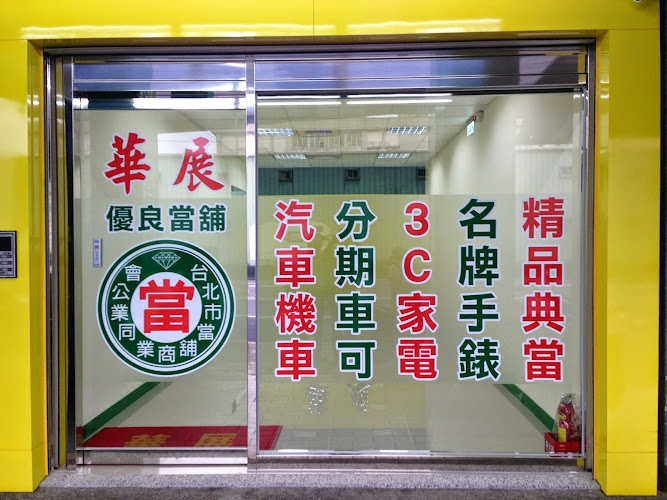 華展
優良當舖
台北市當舖商業同業公會
當
精品典當
名牌手錶
3C家電
分期車可
汽車機車
華展